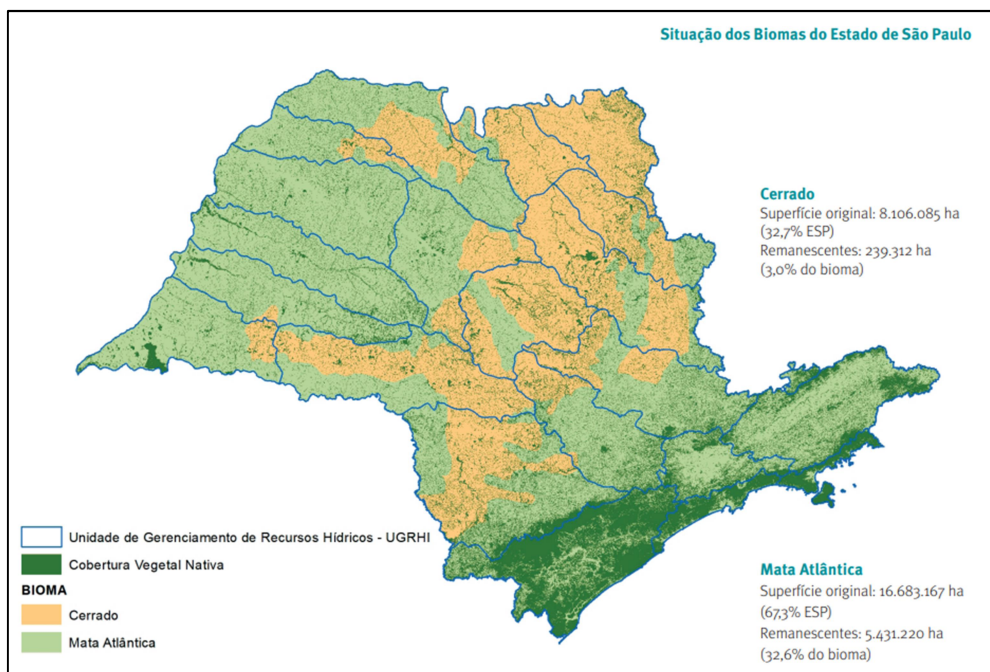 Situação dos Biomas do Estado de São Paulo
Cerrado
Superfície original: 8.106.085 ha
(32,7% ESP)
Remanescentes: 239.312 ha
(3,0% do bioma)
Unidade de Gerenciamento de Recursos Hídricos - UGRHI
Cobertura Vegetal Nativa
BIOMA
Cerrado
Mata Atlântica
Mata Atlântica
Superfície original: 16.683.167 ha
(67,3% ESP)
Remanescentes: 5.431.220 ha
(32,6% do bioma)